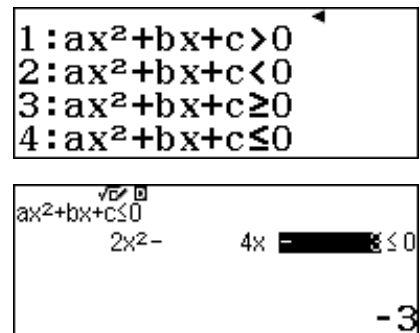 1:ax²+bx+c>0
2:ax²+bx+c<0
3:ax²+bx+c≥0
4:ax²+bx+c≤0
√ D
ax²+bx+c≤0
2x²− 4x − ≤0
-3